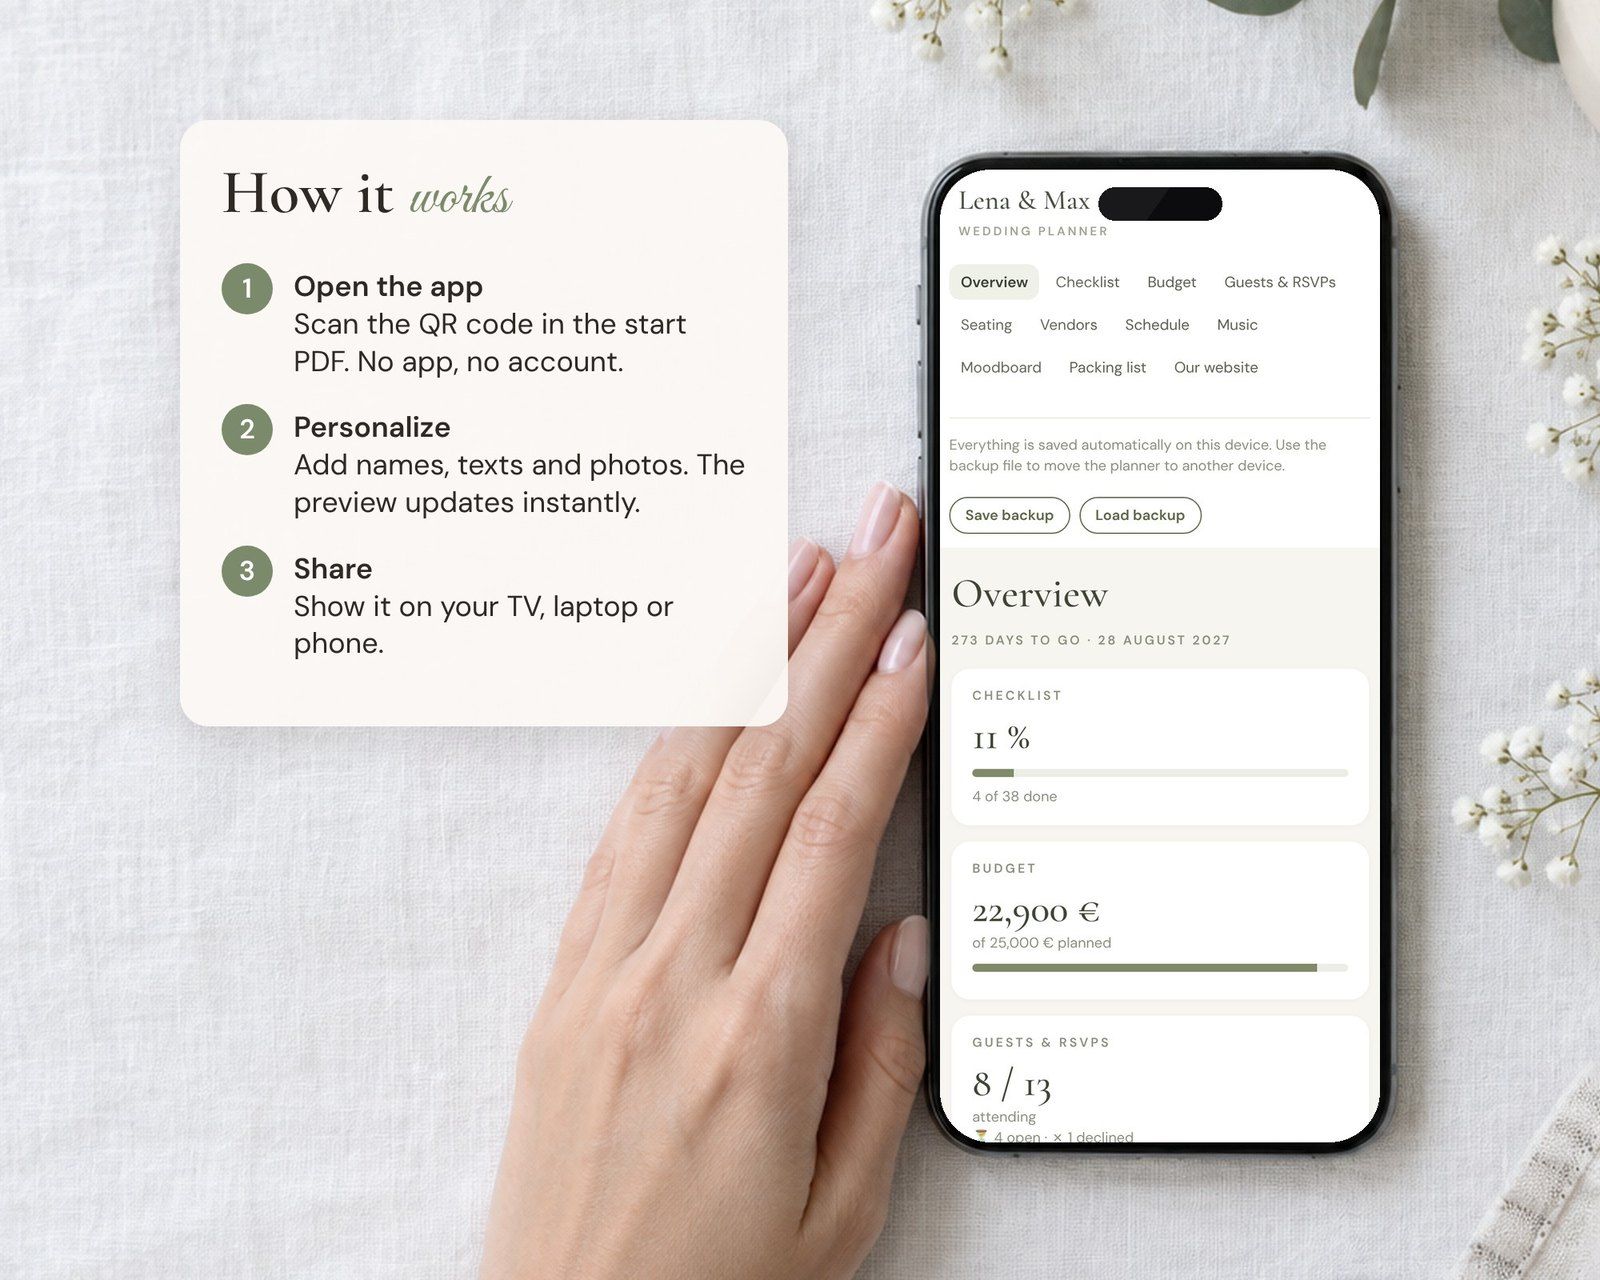 How it works
1
Open the app
Scan the QR code in the start
PDF. No app, no account.
2
Personalize
Add names, texts and photos. The
preview updates instantly.
3
Share
Show it on your TV, laptop or
phone.
Lena & Max
WEDDING PLANNER
Overview Checklist Budget Guests & RSVPs
Seating Vendors Schedule Music
Moodboard Packing list Our website
Everything is saved automatically on this device. Use the
backup file to move the planner to another device.
Save backup Load backup
Overview
273 DAYS TO GO · 28 AUGUST 2027
CHECKLIST
11 %
4 of 38 done
BUDGET
22,900 €
of 25,000 € planned
GUESTS & RSVPS
8 / 13
attending
⏳ 4 open · × 1 declined